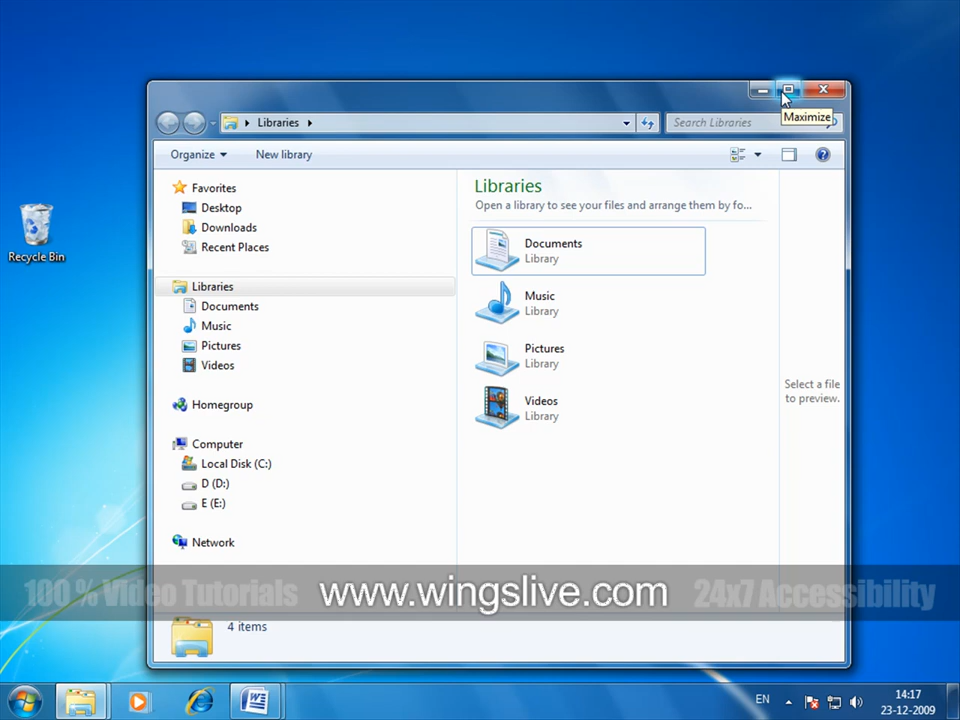 Maximize
Libraries
Search Libraries
Organize
New library
Favorites
Desktop
Downloads
Recent Places
Libraries
Documents
Music
Pictures
Videos
Homegroup
Computer
Local Disk (C:)
D (D:)
E (E:)
Network
Libraries
Open a library to see your files and arrange them by fo...
Documents
Library
Music
Library
Pictures
Library
Videos
Library
Select a file
to preview.
Recycle Bin
100 % Video Tutorials www.wingslive.com 24x7 Accessibility
4 items
EN
14:17
23-12-2009